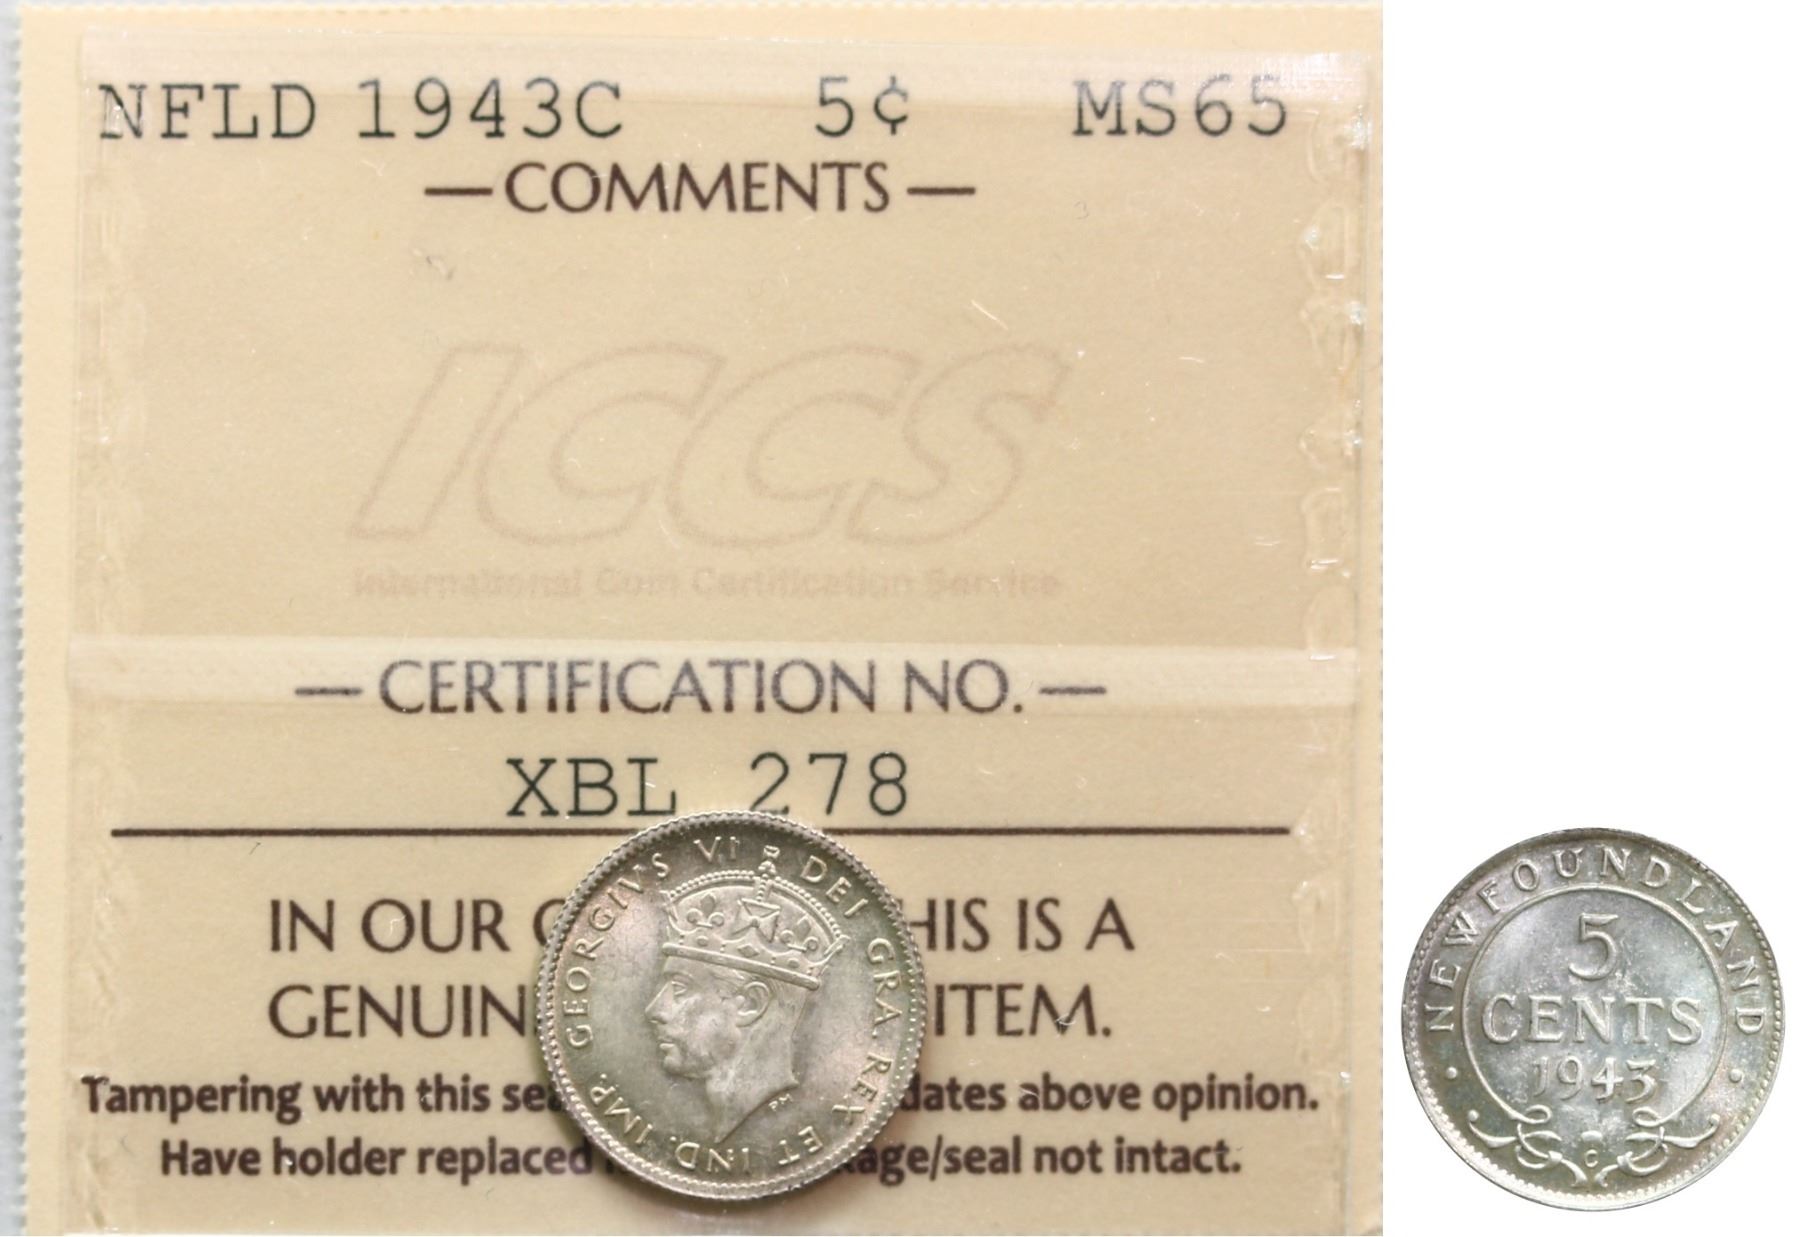 NFLD 1943C 5¢ MS65
— COMMENTS —
ICCS
International Coin Certification Service
— CERTIFICATION NO. —
XBL 278
IN OUR HIS IS A
GENUIN ITEM.
Tampering with this sea dates above opinion.
Have holder replaced kage/seal not intact.
GEORGIVS VI DEI GRA. REX ET IND. IMP.
PM
NEWFOUNDLAND
5
CENTS
1943
C